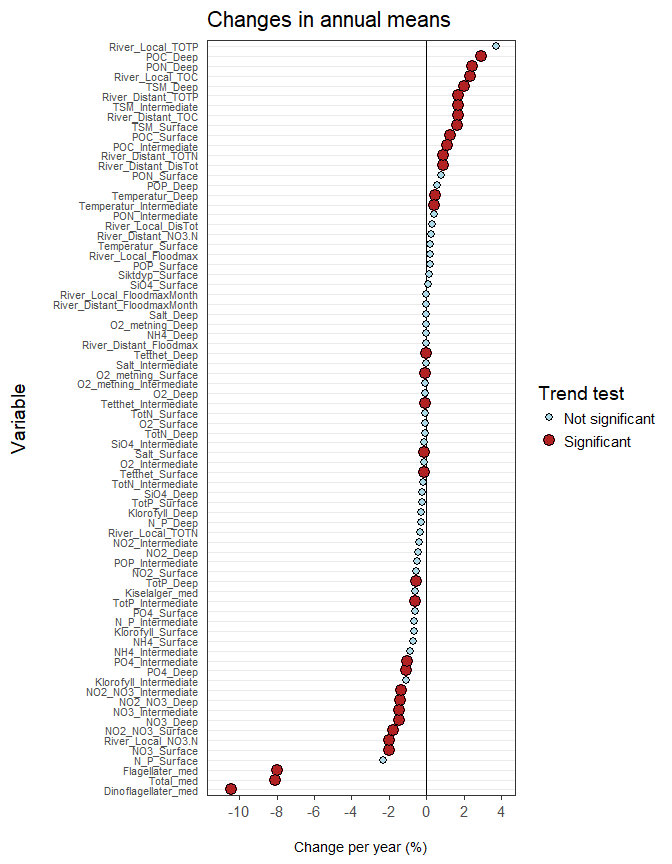 Changes in annual means
River_Local_TOTP
POC_Deep
PON_Deep
River_Local_TOC
TSM_Deep
River_Distant_TOTP
TSM_Intermediate
River_Distant_TOC
TSM_Surface
POC_Surface
POC_Intermediate
River_Distant_TOTN
River_Distant_DisTot
PON_Surface
POP_Deep
Temperatur_Deep
Temperatur_Intermediate
PON_Intermediate
River_Local_DisTot
River_Distant_NO3.N
Temperatur_Surface
River_Local_Floodmax
POP_Surface
Siktdyp_Surface
SiO4_Surface
River_Local_FloodmaxMonth
River_Distant_FloodmaxMonth
Salt_Deep
O2_metning_Deep
NH4_Deep
River_Distant_Floodmax
Tetthet_Deep
Salt_Intermediate
O2_metning_Surface
O2_metning_Intermediate
O2_Deep
Tetthet_Intermediate
TotN_Surface
O2_Surface
TotN_Deep
SiO4_Intermediate
Salt_Surface
O2_Intermediate
Tetthet_Surface
TotN_Intermediate
SiO4_Deep
TotP_Surface
Klorofyll_Deep
N_P_Deep
River_Local_TOTN
NO2_Intermediate
NO2_Deep
POP_Intermediate
NO2_Surface
TotP_Deep
Kiselalger_med
TotP_Intermediate
PO4_Surface
N_P_Intermediate
Klorofyll_Surface
NH4_Surface
NH4_Intermediate
PO4_Intermediate
PO4_Deep
Klorofyll_Intermediate
NO2_NO3_Intermediate
NO2_NO3_Deep
NO3_Intermediate
NO3_Deep
NO2_NO3_Surface
River_Local_NO3.N
NO3_Surface
N_P_Surface
Flagellater_med
Total_med
Dinoflagellater_med
Variable
-10 -8 -6 -4 -2 0 2 4
Change per year (%)
Trend test
Not significant
Significant